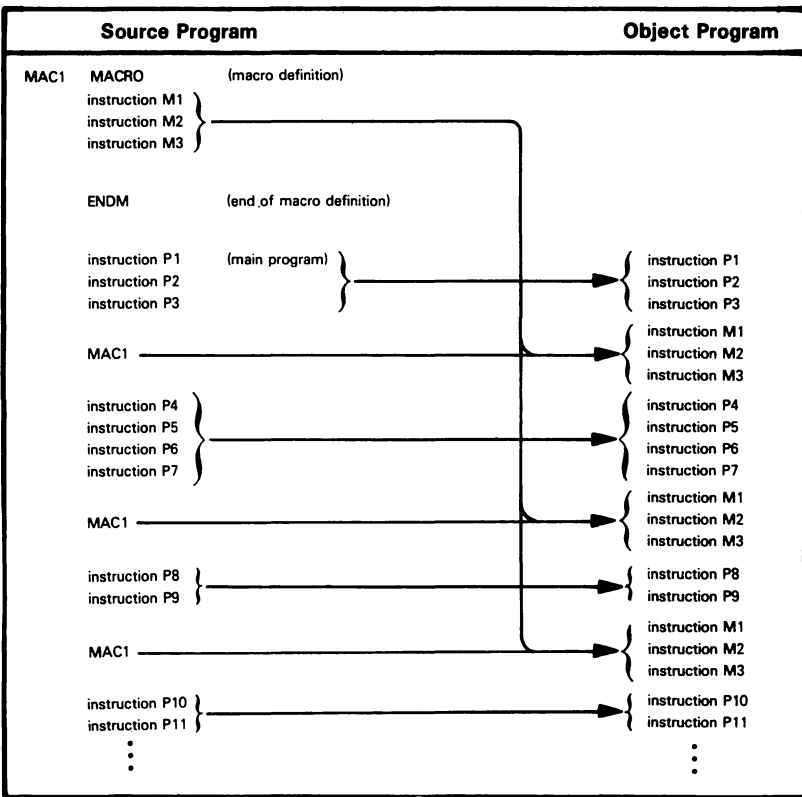 Source Program Object Program
MAC1 MACRO (macro definition)
instruction M1
instruction M2
instruction M3
ENDM (end of macro definition)
instruction P1 (main program) instruction P1
instruction P2 instruction P2
instruction P3 instruction P3
instruction M1
MAC1 instruction M2
instruction M3
instruction P4 instruction P4
instruction P5 instruction P5
instruction P6 instruction P6
instruction P7 instruction P7
instruction M1
MAC1 instruction M2
instruction M3
instruction P8 instruction P8
instruction P9 instruction P9
instruction M1
MAC1 instruction M2
instruction M3
instruction P10 instruction P10
instruction P11 instruction P11